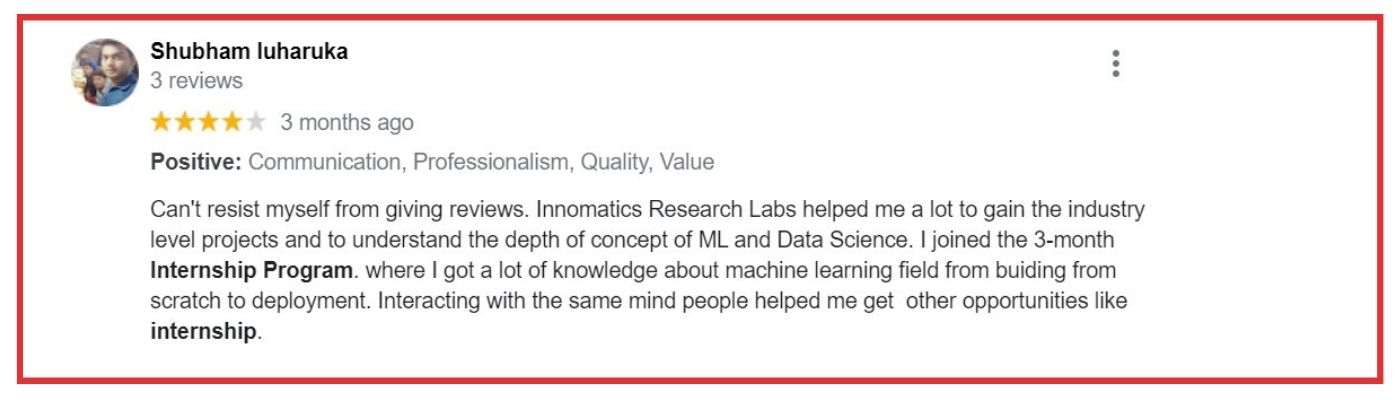 Shubham luharuka
3 reviews
3 months ago
Positive: Communication, Professionalism, Quality, Value
Can't resist myself from giving reviews. Innomatics Research Labs helped me a lot to gain the industry
level projects and to understand the depth of concept of ML and Data Science. I joined the 3-month
Internship Program. where I got a lot of knowledge about machine learning field from buiding from
scratch to deployment. Interacting with the same mind people helped me get  other opportunities like
internship.